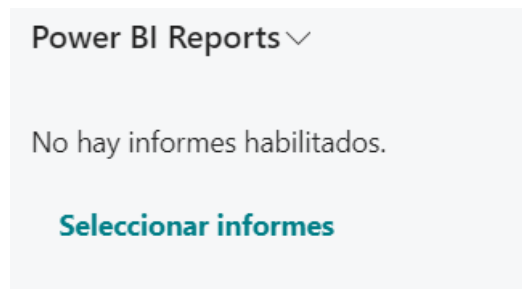 Power BI Reports
No hay informes habilitados.
Seleccionar informes